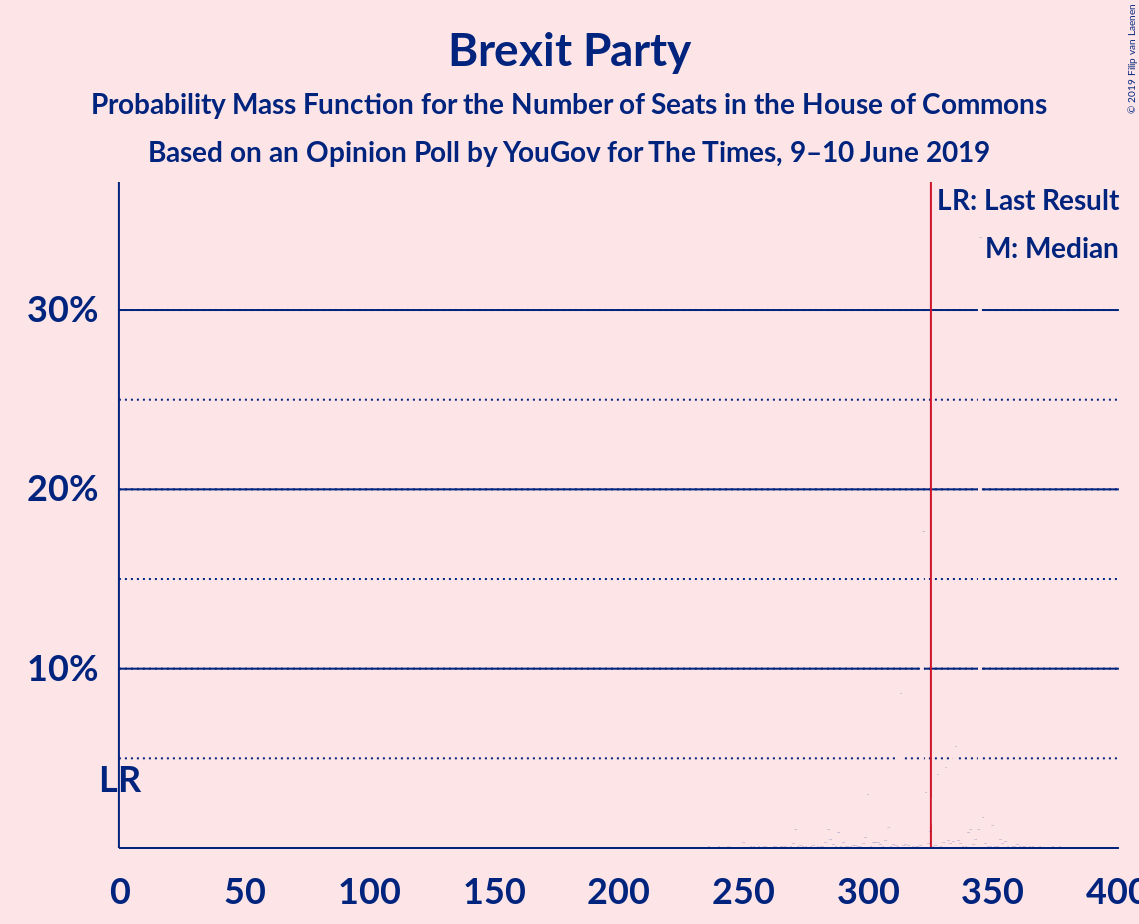 Brexit Party
Probability Mass Function for the Number of Seats in the House of Commons
Based on an Opinion Poll by YouGov for The Times, 9–10 June 2019
© 2019 Filip van Laenen
LR: Last Result
M: Median
30%
20%
10%
LR
0 50 100 150 200 250 300 350 400